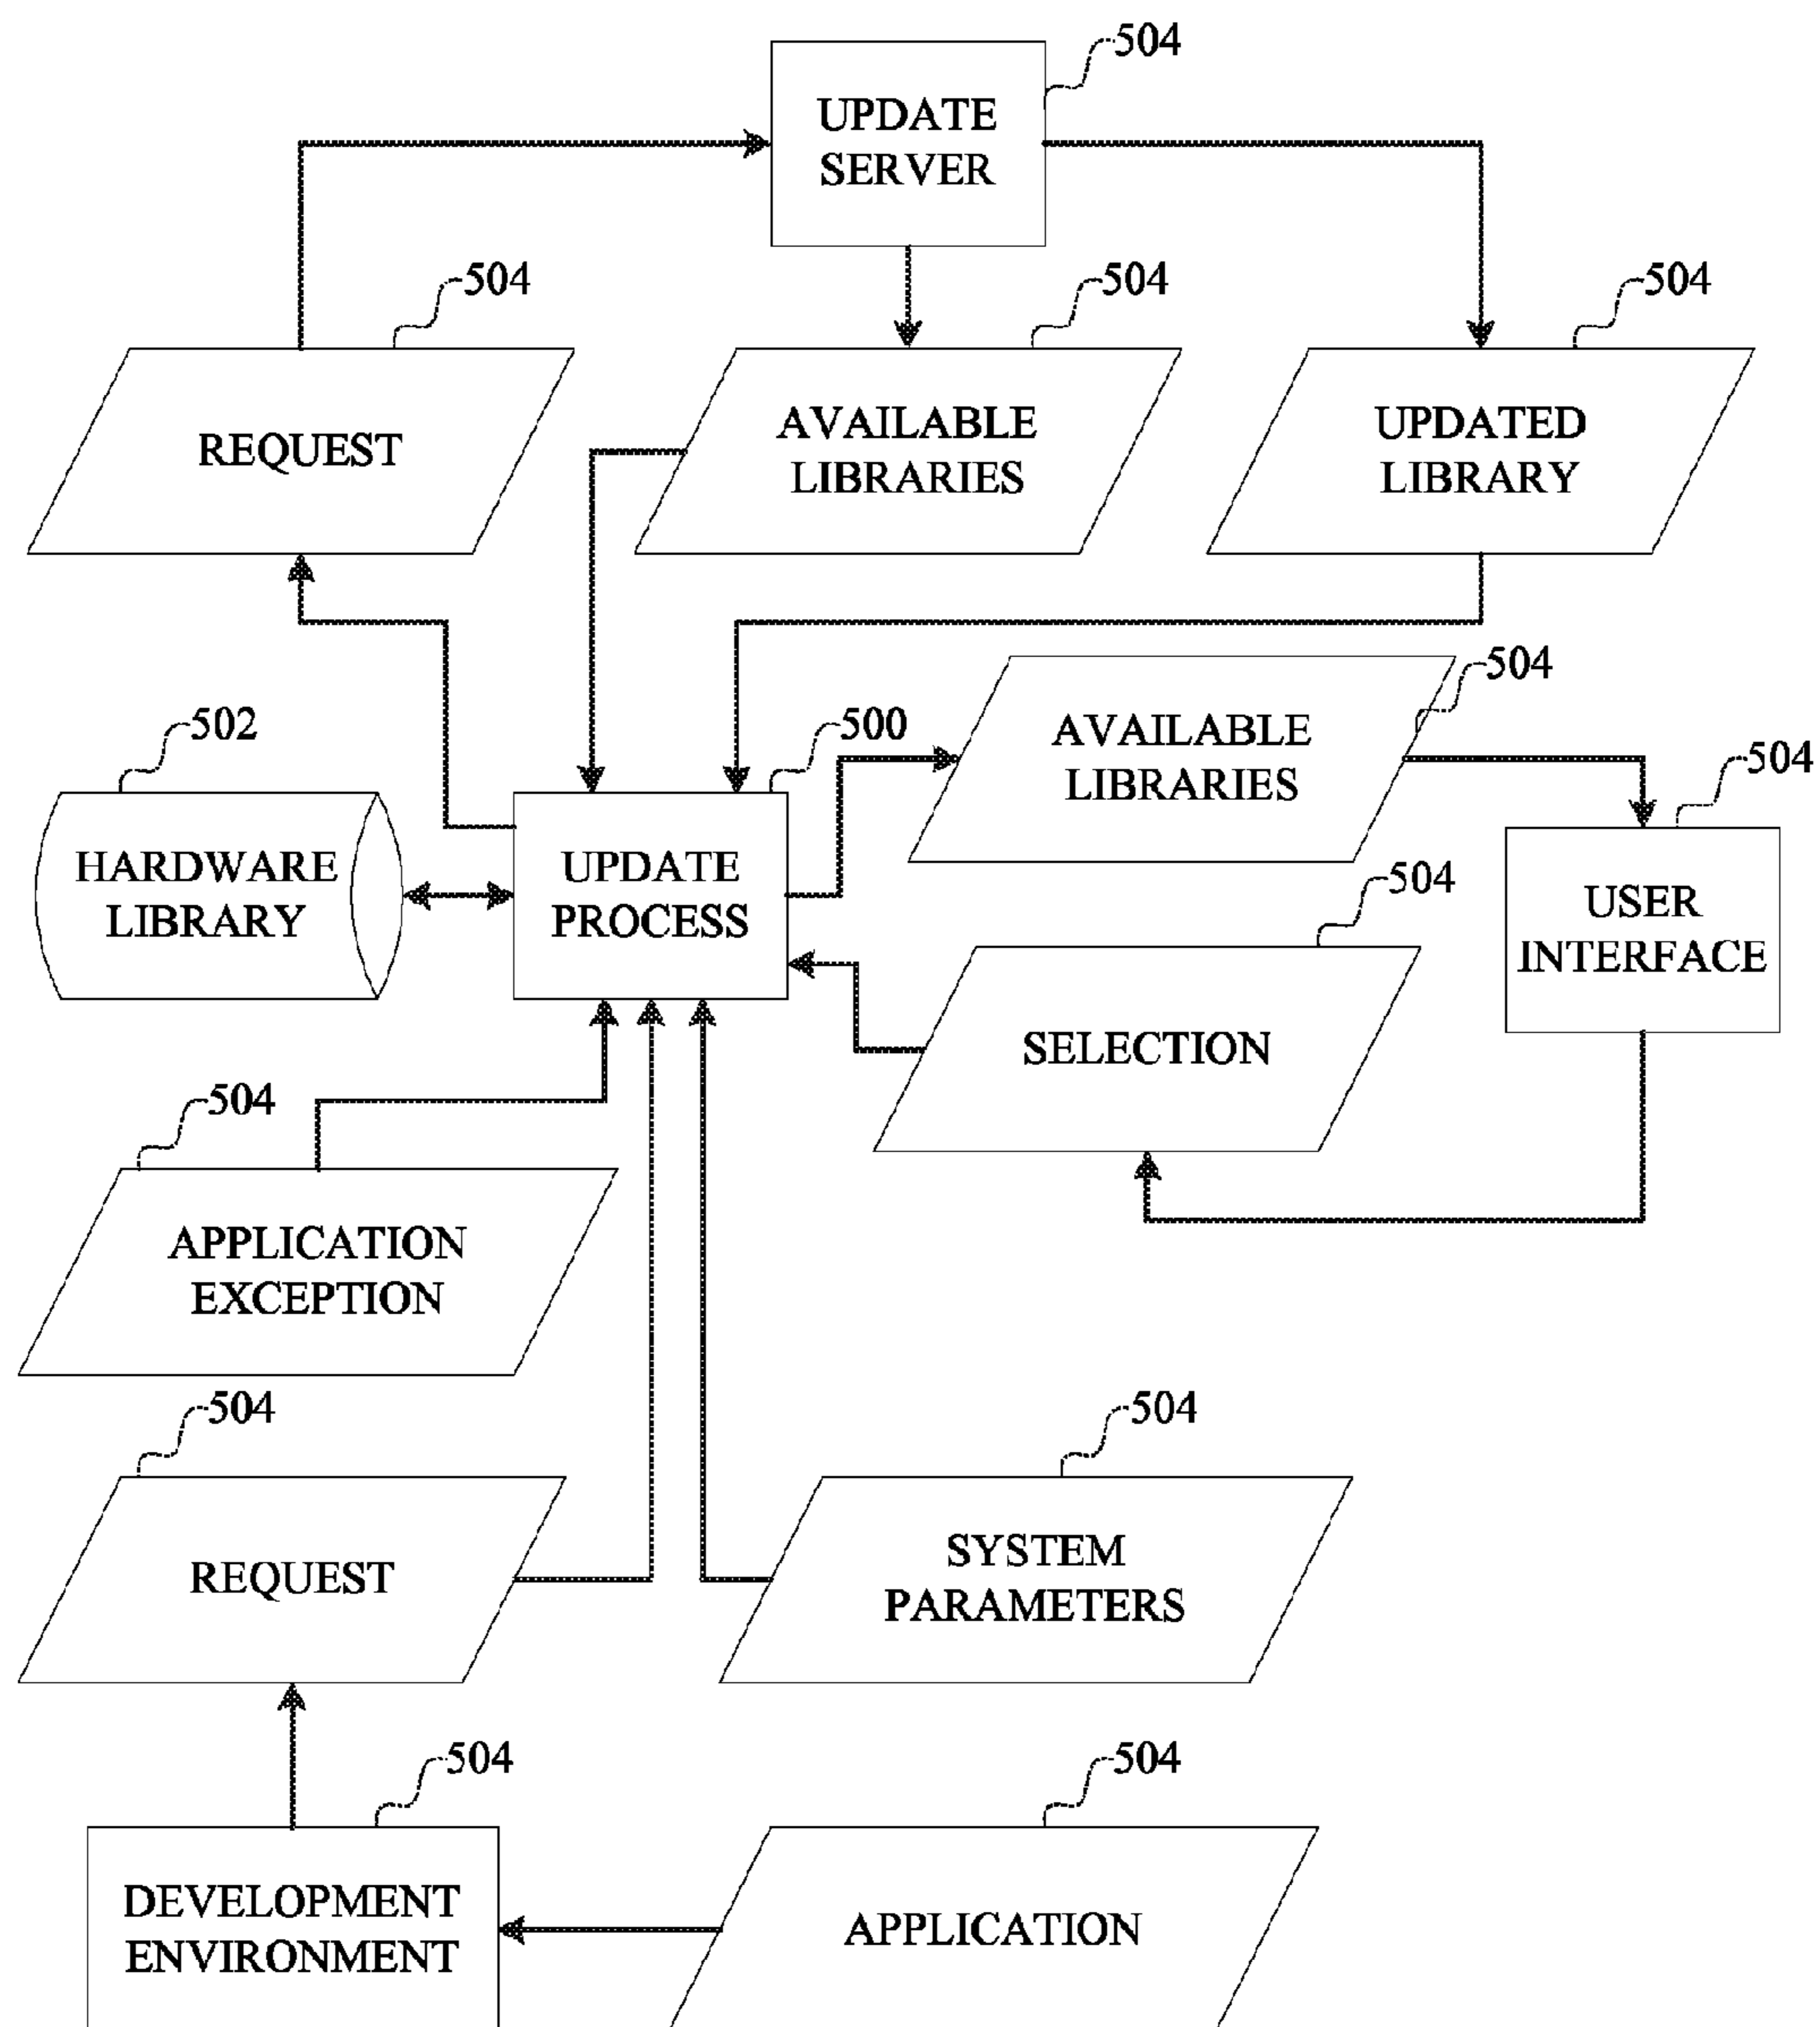 504
UPDATE
SERVER
504
504
504
REQUEST
AVAILABLE
LIBRARIES
UPDATED
LIBRARY
504
502
500
AVAILABLE
LIBRARIES
504
HARDWARE
LIBRARY
UPDATE
PROCESS
504
USER
INTERFACE
SELECTION
504
APPLICATION
EXCEPTION
504
504
REQUEST
SYSTEM
PARAMETERS
504
504
DEVELOPMENT
ENVIRONMENT
APPLICATION